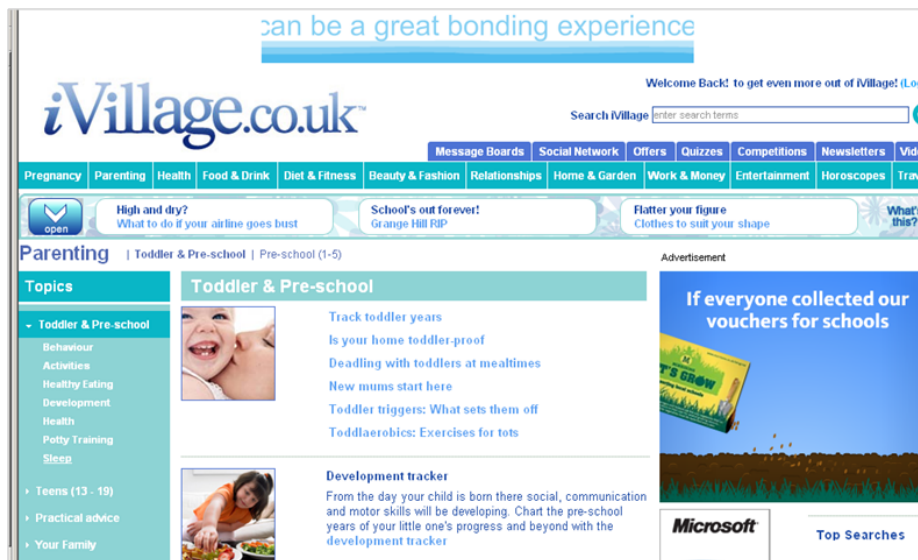 can be a great bonding experience
iVillage.co.uk™
Welcome Back! to get even more out of iVillage! (Lo
Search iVillage enter search terms
Message Boards Social Network Offers Quizzes Competitions Newsletters Vid
Pregnancy Parenting Health Food & Drink Diet & Fitness Beauty & Fashion Relationships Home & Garden Work & Money Entertainment Horoscopes Trav
open
High and dry?
What to do if your airline goes bust
School's out forever!
Grange Hill RIP
Flatter your figure
Clothes to suit your shape
What'
this?
Parenting | Toddler & Pre-school | Pre-school (1-5)
Advertisement
Topics
Toddler & Pre-school
Behaviour
Activities
Healthy Eating
Development
Health
Potty Training
Sleep
Teens (13 - 19)
Practical advice
Your Family
Toddler & Pre-school
Track toddler years
Is your home toddler-proof
Deadling with toddlers at mealtimes
New mums start here
Toddler triggers: What sets them off
Toddlaerobics: Exercises for tots
Development tracker
From the day your child is born there social, communication
and motor skills will be developing. Chart the pre-school
years of your little one's progress and beyond with the
development tracker
If everyone collected our
vouchers for schools
T'S GROW
Microsoft
Top Searches